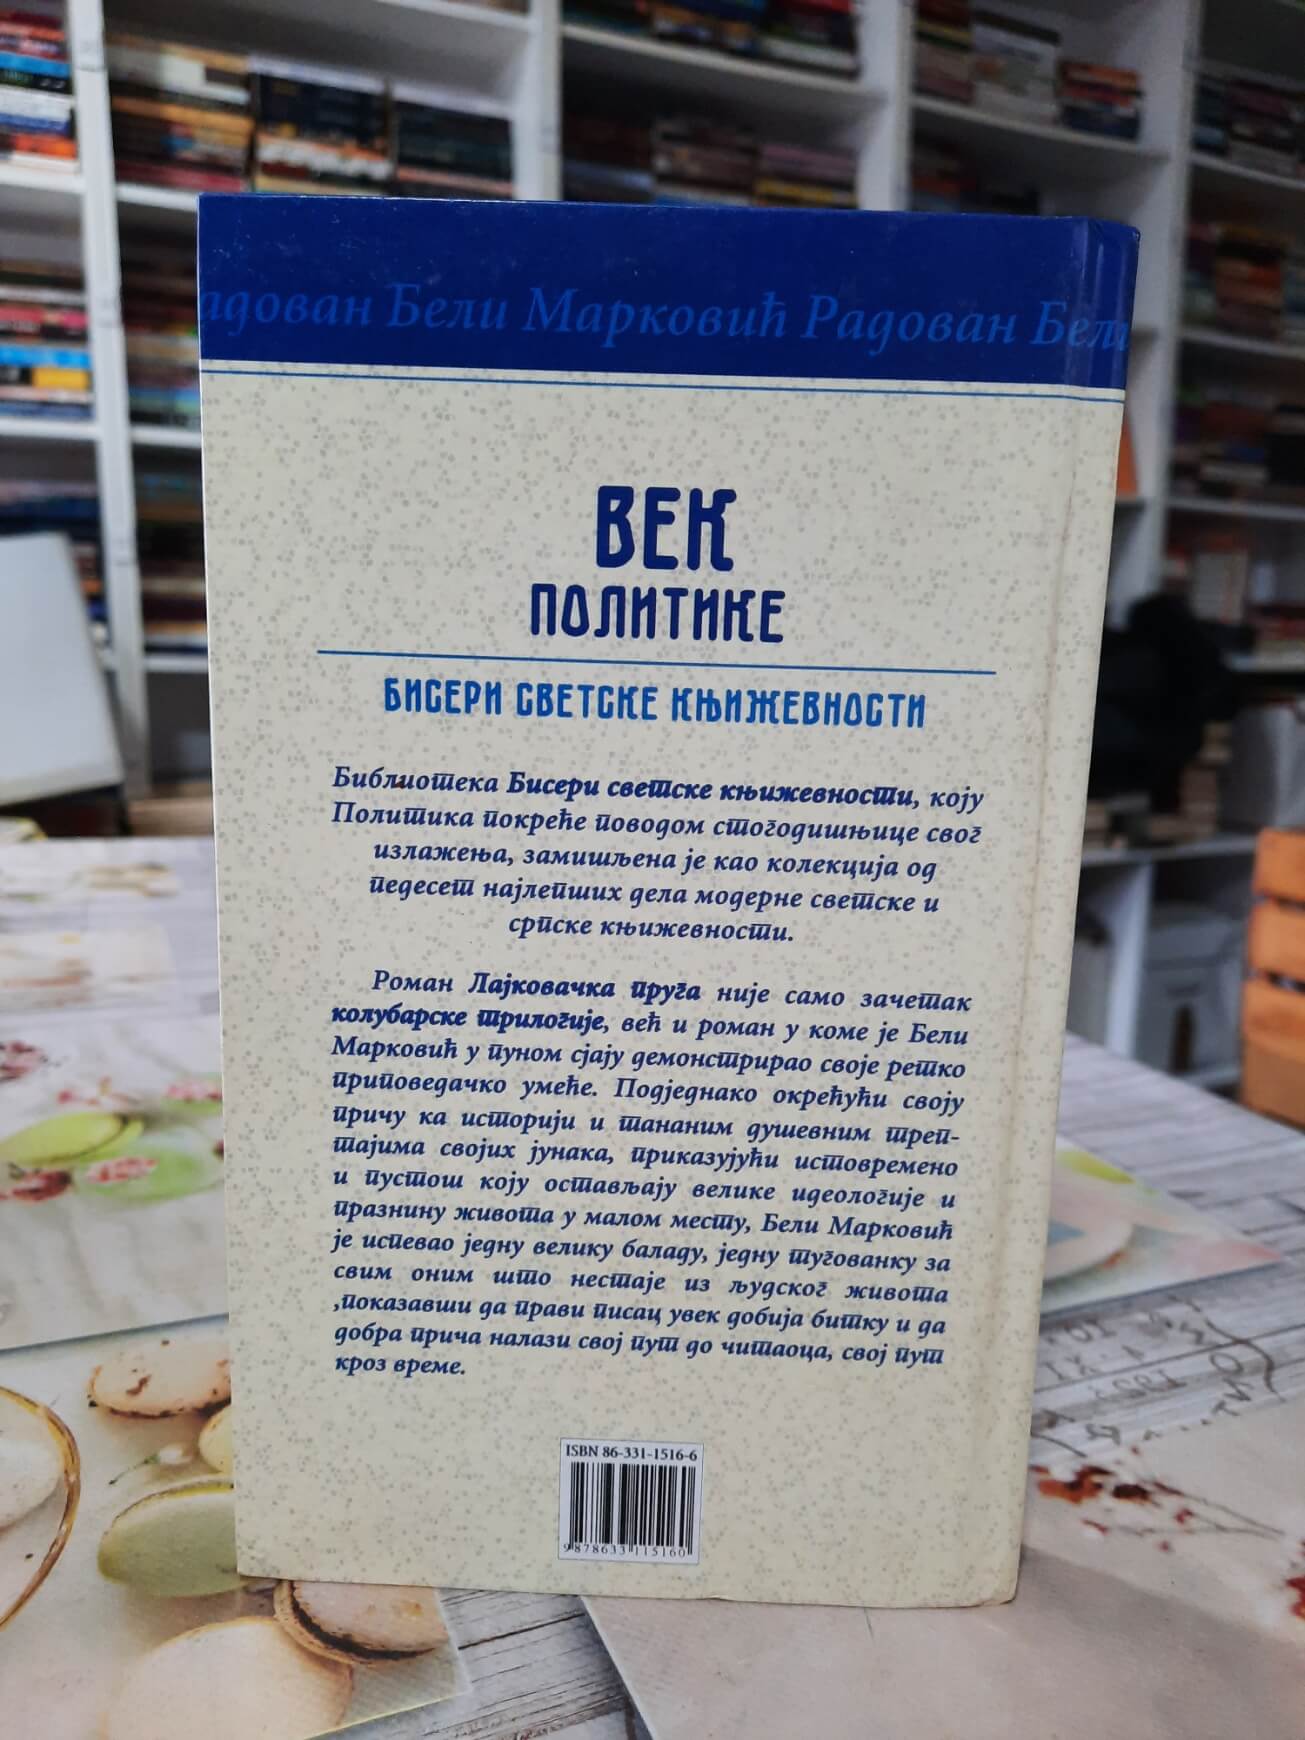 адован Бели Марковић Радован Бели
ВЕК
ПОЛИТИКЕ
БИСЕРИ СВЕТСКЕ КЊИЖЕВНОСТИ
Библиотека Бисери светске књижевности, коју
Политика покреће поводом стогодишњице свог
излажења, замишљена је као колекција од
педесет најлепших дела модерне светске и
српске књижевности.
Роман Лајковачка пруга није само зачетак
колубарске трилогије, већ и роман у коме је Бели
Марковић у пуном сјају демонстрирао своје ретко
приповедачко умеће. Подједнако окрећући своју
причу ка историји и тананим душевним треп-
тајима својих јунака, приказујући истовремено
и пустош коју остављају велике идеологије и
празнину живота у малом месту, Бели Марковић
је испевао једну велику баладу, једну тугованку за
свим оним што нестаје из људског живота
,показавши да прави писац увек добија битку и да
добра прича налази свој пут до читаоца, свој пут
кроз време.
ISBN 86-331-1516-6
9 878633 115160